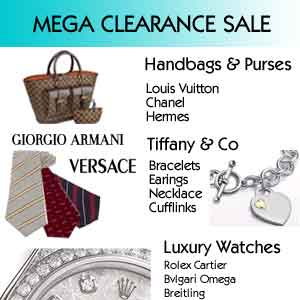 MEGA CLEARANCE SALE
Handbags & Purses
Louis Vuitton
Chanel
Hermes
GIORGIO ARMANI
VERSACE
Tiffany & Co
Bracelets
Earings
Necklace
Cufflinks
Luxury Watches
Rolex Cartier
Bvlgari Omega
Breitling